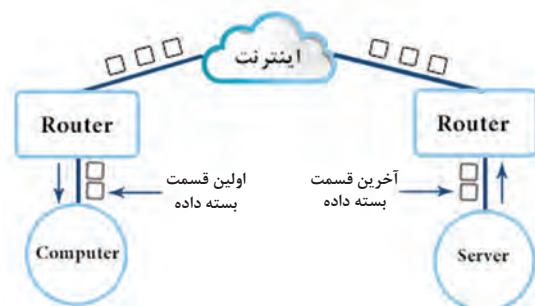 اینترنت
Router
Router
اولین قسمت
بسته داده
آخرین قسمت
بسته داده
Computer
Server